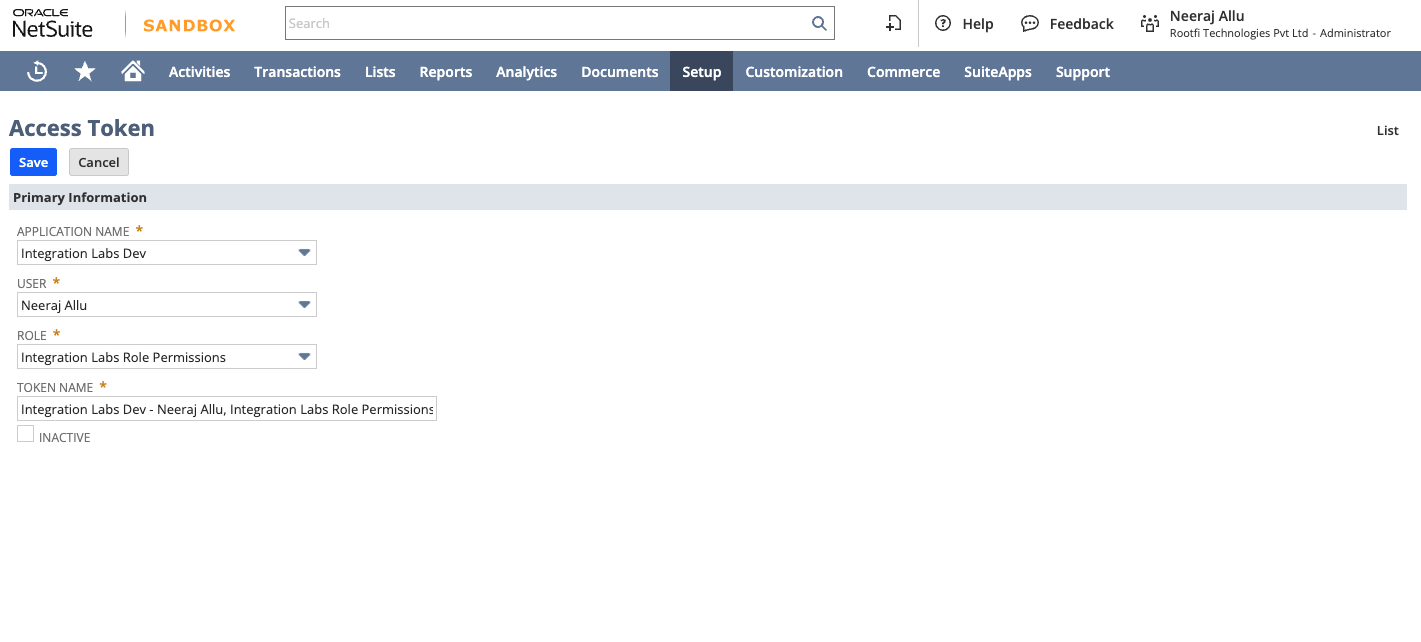 ORACLE
NetSuite
SANDBOX
Search
Help
Feedback
Neeraj Allu
Rootfi Technologies Pvt Ltd - Administrator
Activities Transactions Lists Reports Analytics Documents Setup Customization Commerce SuiteApps Support
Access Token
List
Save Cancel
Primary Information
APPLICATION NAME *
Integration Labs Dev
USER *
Neeraj Allu
ROLE *
Integration Labs Role Permissions
TOKEN NAME *
Integration Labs Dev - Neeraj Allu, Integration Labs Role Permissions
INACTIVE